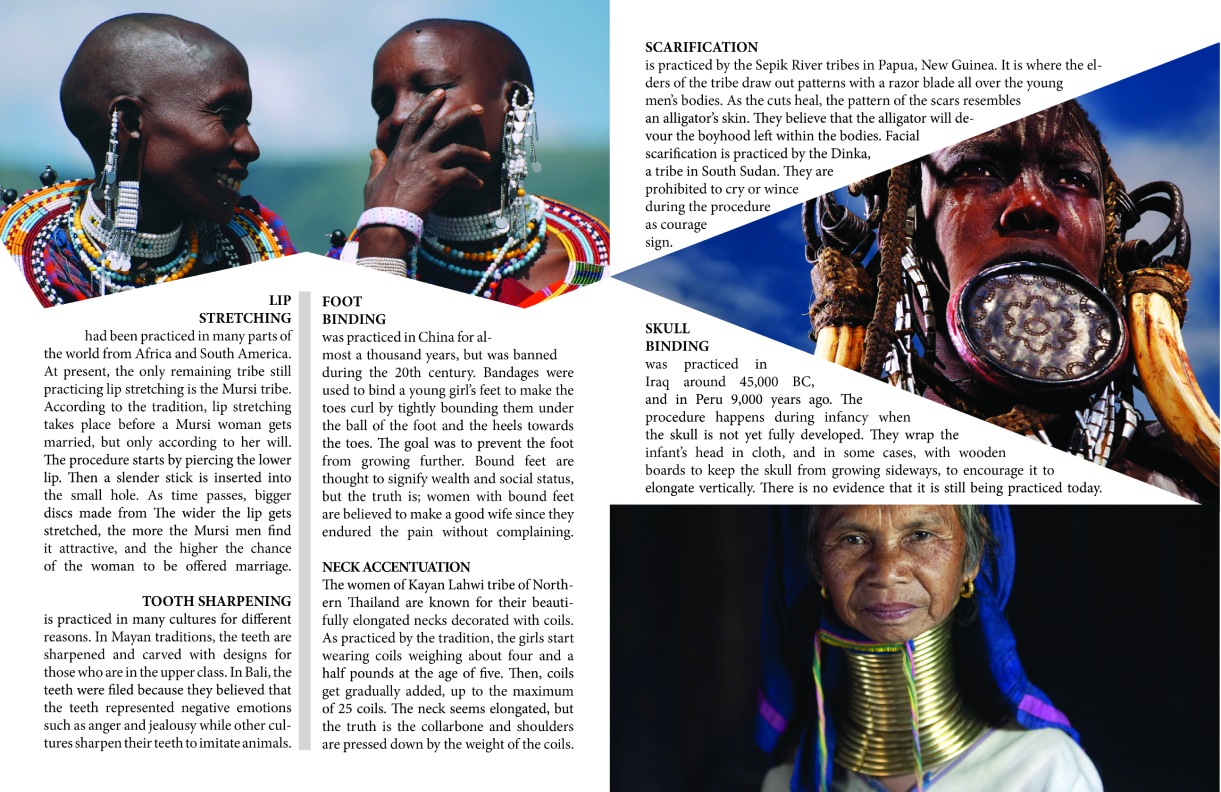 LIP
STRETCHING
had been practiced in many parts of
the world from Africa and South America.
At present, the only remaining tribe still
practicing lip stretching is the Mursi tribe.
According to the tradition, lip stretching
takes place before a Mursi woman gets
married, but only according to her will.
The procedure starts by piercing the lower
lip. Then a slender stick is inserted into
the small hole. As time passes, bigger
discs made from The wider the lip gets
stretched, the more the Mursi men find
it attractive, and the higher the chance
of the woman to be offered marriage.
TOOTH SHARPENING
is practiced in many cultures for different
reasons. In Mayan traditions, the teeth are
sharpened and carved with designs for
those who are in the upper class. In Bali, the
teeth were filed because they believed that
the teeth represented negative emotions
such as anger and jealousy while other cul-
tures sharpen their teeth to imitate animals.
FOOT
BINDING
was practiced in China for al-
most a thousand years, but was banned
during the 20th century. Bandages were
used to bind a young girl's feet to make the
toes curl by tightly bounding them under
the ball of the foot and the heels towards
the toes. The goal was to prevent the foot
from growing further. Bound feet are
thought to signify wealth and social status,
but the truth is; women with bound feet
are believed to make a good wife since they
endured the pain without complaining.
NECK ACCENTUATION
The women of Kayan Lahwi tribe of North-
ern Thailand are known for their beauti-
fully elongated necks decorated with coils.
As practiced by the tradition, the girls start
wearing coils weighing about four and a
half pounds at the age of five. Then, coils
get gradually added, up to the maximum
of 25 coils. The neck seems elongated, but
the truth is the collarbone and shoulders
are pressed down by the weight of the coils.
SCARIFICATION
is practiced by the Sepik River tribes in Papua, New Guinea. It is where the el-
ders of the tribe draw out patterns with a razor blade all over the young
men's bodies. As the cuts heal, the pattern of the scars resembles
an alligator's skin. They believe that the alligator will de-
vour the boyhood left within the bodies. Facial
scarification is practiced by the Dinka,
a tribe in South Sudan. They are
prohibited to cry or wince
during the procedure
as courage
sign.
SKULL
BINDING
was practiced in
Iraq around 45,000 BC,
and in Peru 9,000 years ago. The
procedure happens during infancy when
the skull is not yet fully developed. They wrap the
infant's head in cloth, and in some cases, with wooden
boards to keep the skull from growing sideways, to encourage it to
elongate vertically. There is no evidence that it is still being practiced today.